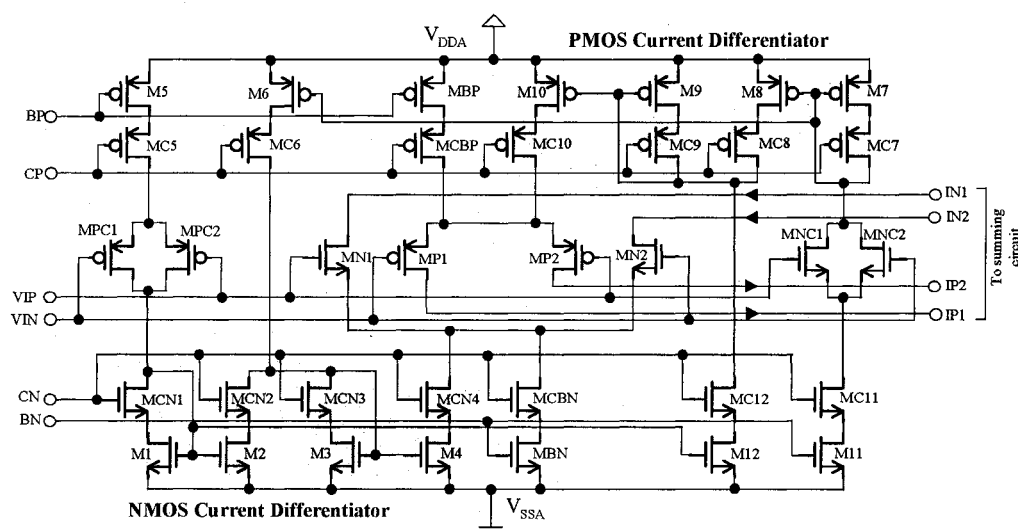 VDDA
PMOS Current Differentiator
M5
M6
MBP
M10
M9
M8
M7
BP
MC5
MC6
MCBP
MC10
MC9
MC8
MC7
CP
IN1
IN2
MPC1
MPC2
MN1
MP1
MP2
MN2
MNC1
MNC2
To summing
circuit
VIP
IP2
VIN
IP1
CN
MCN1
MCN2
MCN3
MCN4
MCBN
MC12
MC11
BN
M1
M2
M3
M4
MBN
M12
M11
NMOS Current Differentiator
VSSA